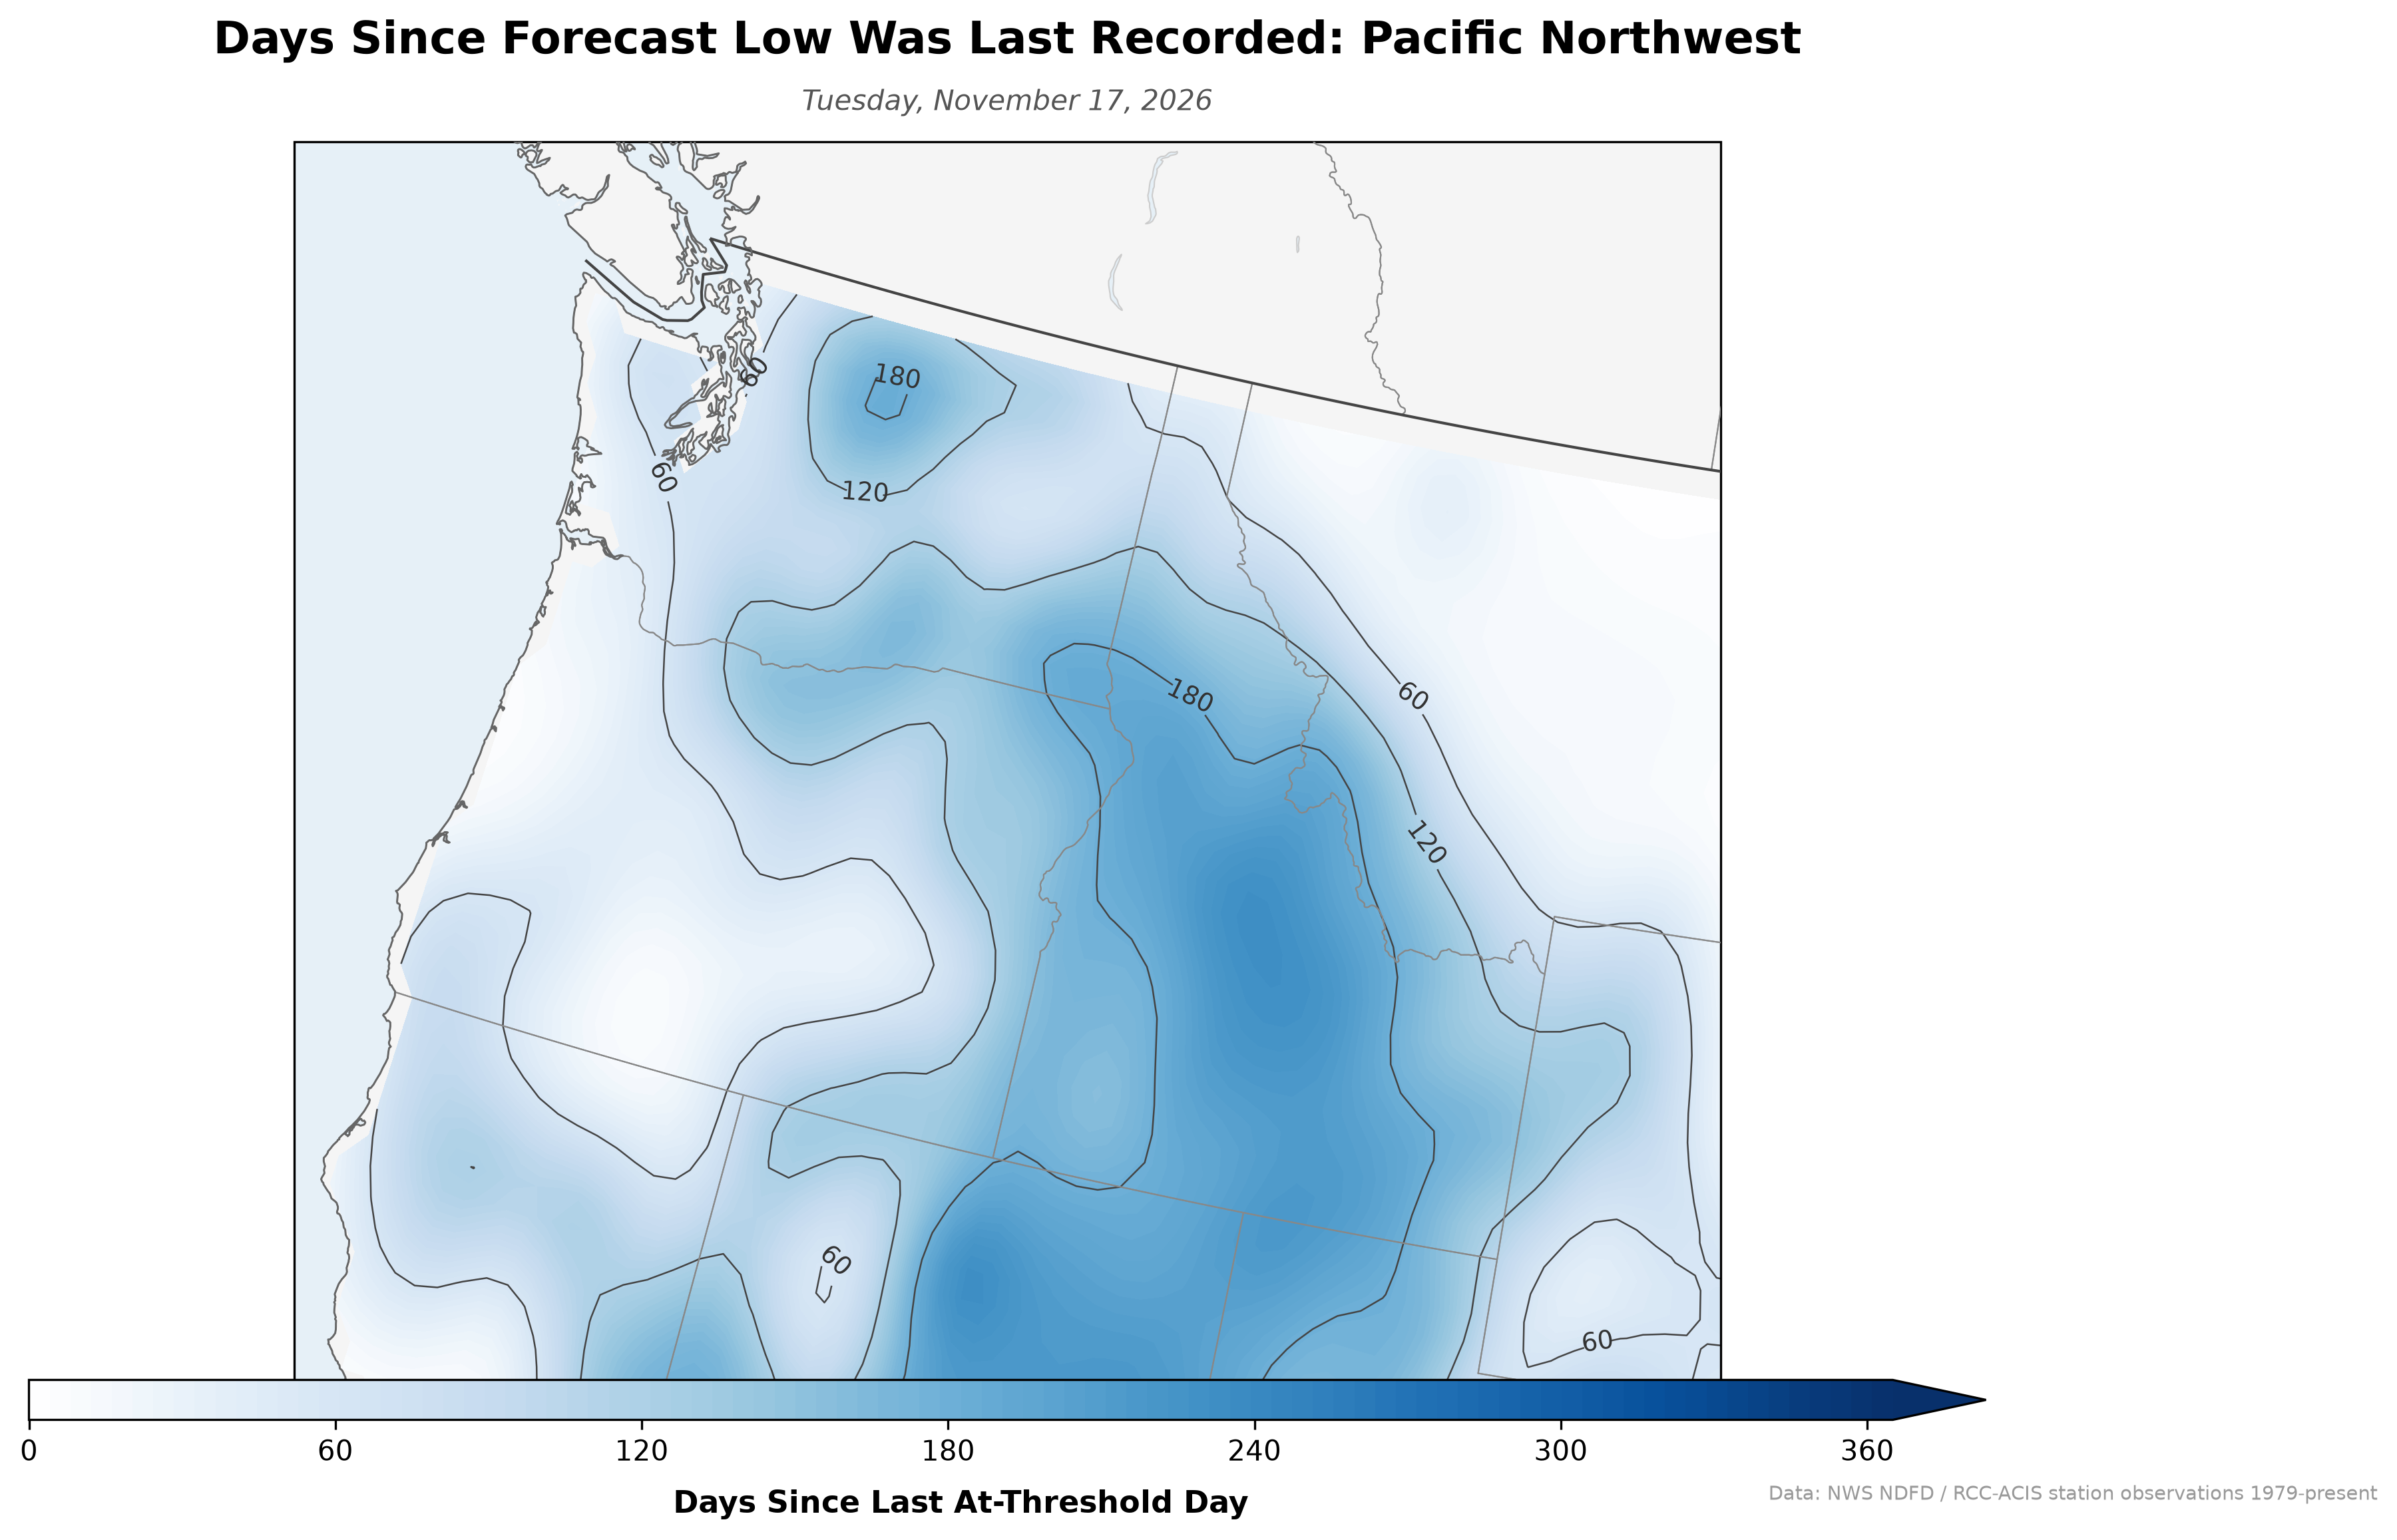 Days Since Forecast Low Was Last Recorded: Pacific Northwest
Tuesday, November 17, 2026
180
60
120
60
180
60
120
60
60
0 60 120 180 240 300 360
Days Since Last At-Threshold Day
Data: NWS NDFD / RCC-ACIS station observations 1979-present